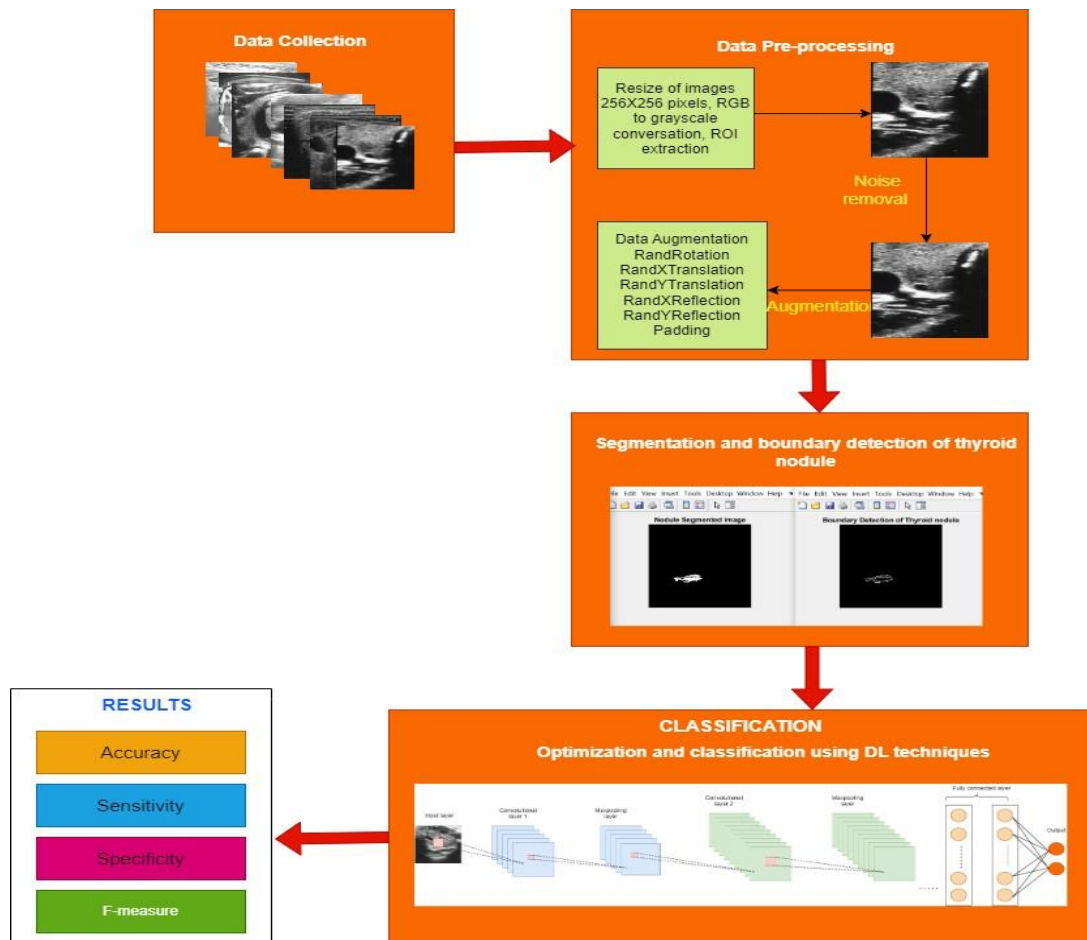 Data Collection
Data Pre-processing
Resize of images
256X256 pixels, RGB
to grayscale
conversation, ROI
extraction
Noise
removal
Data Augmentation
RandRotation
RandXTranslation
RandYTranslation
RandXReflection
RandYReflection
Padding
Augmentation
Segmentation and boundary detection of thyroid
nodule
File Edit View Insert Tools Desktop Window Help
File Edit View Insert Tools Desktop Window Help
Nodule Segmented image
Boundary Detection of Thyroid nodule
CLASSIFICATION
Optimization and classification using DL techniques
Input layer
Convolutional
layer 1
Maxpooling
layer
Convolutional
layer 2
Maxpooling
layer
Fully connected layer
Output
RESULTS
Accuracy
Sensitivity
Specificity
F-measure